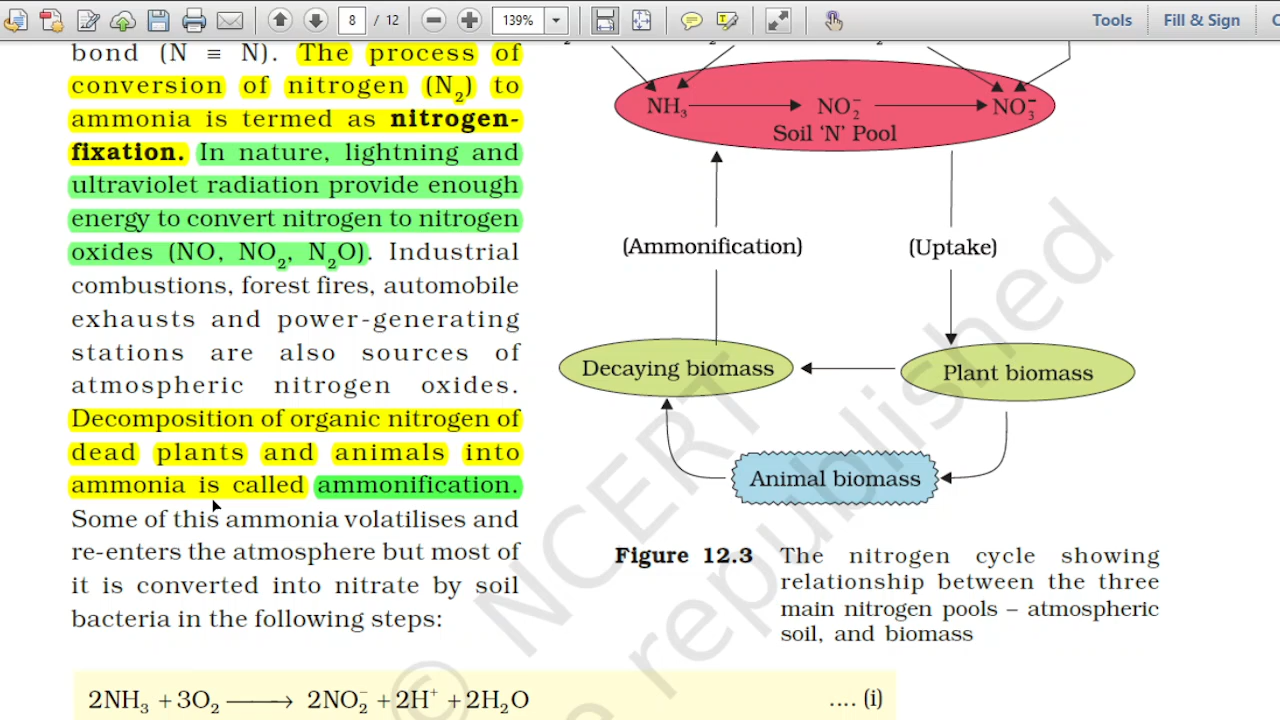 8 / 12
139%
Tools
Fill & Sign
bond (N ≡ N). The process of
conversion of nitrogen (N₂) to
ammonia is termed as nitrogen-
fixation. In nature, lightning and
ultraviolet radiation provide enough
energy to convert nitrogen to nitrogen
oxides (NO, NO₂, N₂O). Industrial
combustions, forest fires, automobile
exhausts and power-generating
stations are also sources of
atmospheric nitrogen oxides.
Decomposition of organic nitrogen of
dead plants and animals into
ammonia is called ammonification.
Some of this ammonia volatilises and
re-enters the atmosphere but most of
it is converted into nitrate by soil
bacteria in the following steps:
2NH₃ + 3O₂ ⟶ 2NO₂⁻ + 2H⁺ + 2H₂O .... (i)
NH₃ NO₂⁻ NO₃⁻
Soil ‘N’ Pool
(Ammonification) (Uptake)
Decaying biomass Plant biomass
Animal biomass
Figure 12.3 The nitrogen cycle showing
relationship between the three
main nitrogen pools – atmospheric
soil, and biomass
© NCERT
republished